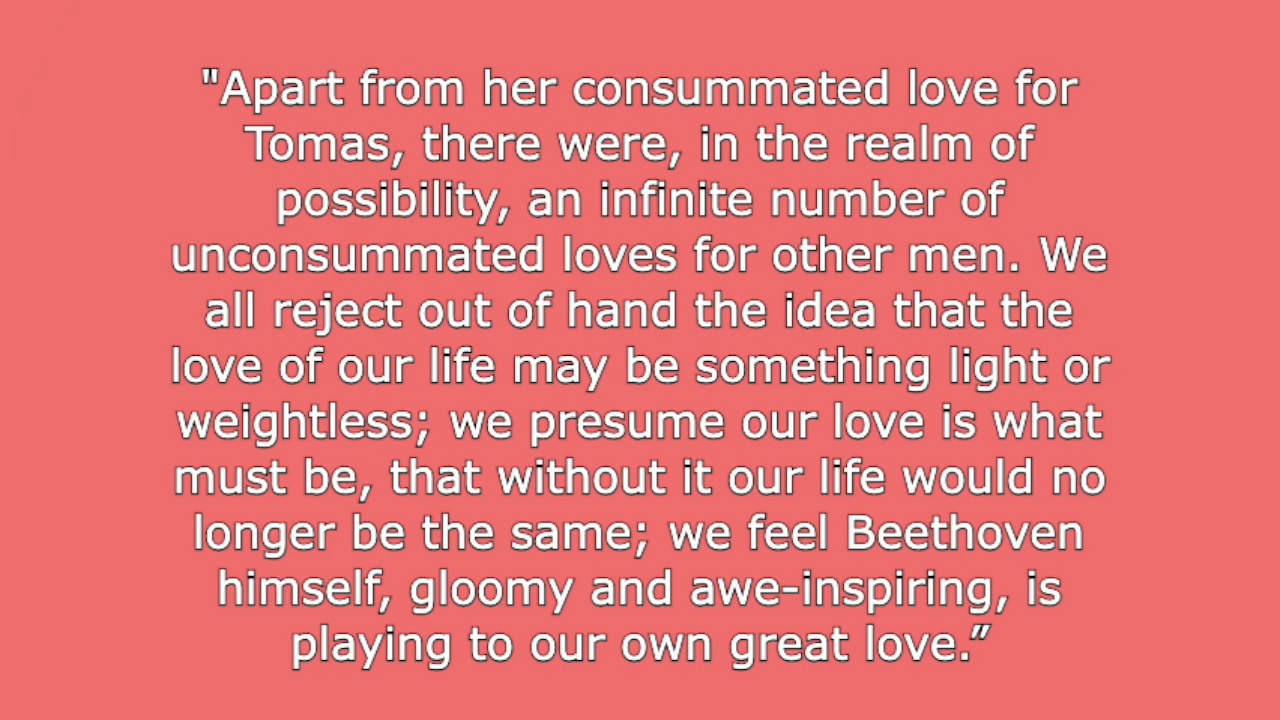 "Apart from her consummated love for
Tomas, there were, in the realm of
possibility, an infinite number of
unconsummated loves for other men. We
all reject out of hand the idea that the
love of our life may be something light or
weightless; we presume our love is what
must be, that without it our life would no
longer be the same; we feel Beethoven
himself, gloomy and awe-inspiring, is
playing to our own great love.”